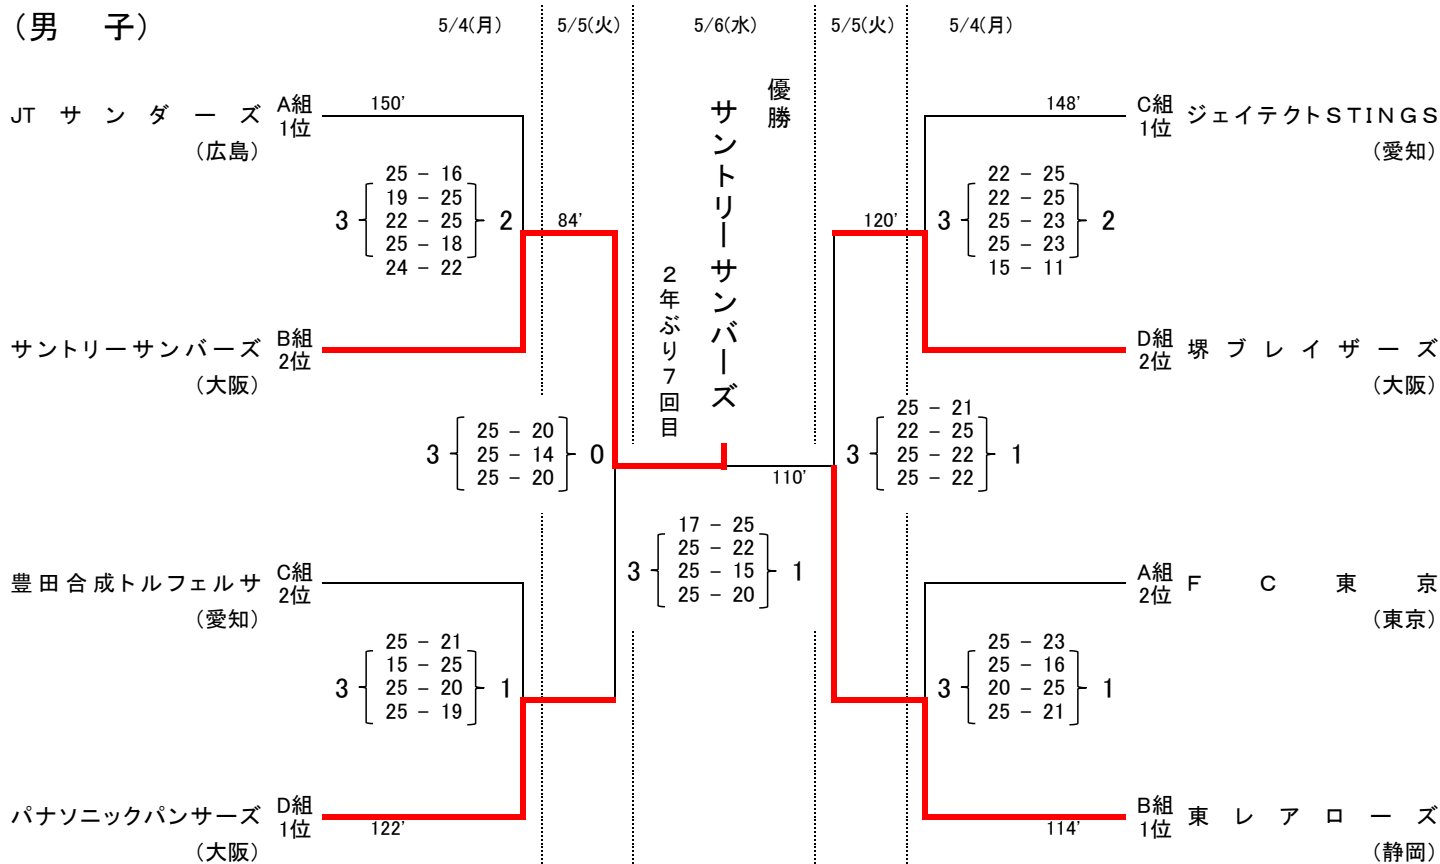 （男　子）
5/4(月)
5/5(火)
5/6(水)
5/5(火)
5/4(月)
JTサンダーズ A組 1位
（広島）
150'
25 − 16
19 − 25
3 22 − 25 2
25 − 18
24 − 22
サントリーサンバーズ B組 2位
（大阪）
84'
25 − 20
3 25 − 14 0
25 − 20
豊田合成トルフェルサ C組 2位
（愛知）
25 − 21
15 − 25
3 25 − 20 1
25 − 19
パナソニックパンサーズ D組 1位
（大阪）
122'
優勝
サントリーサンバーズ
２年ぶり７回目
110'
17 − 25
25 − 22
3 25 − 15 1
25 − 20
148'
C組 1位 ジェイテクトＳＴＩＮＧＳ
（愛知）
22 − 25
22 − 25
3 25 − 23 2
25 − 23
15 − 11
120'
D組 2位 堺ブレイザーズ
（大阪）
25 − 21
22 − 25
3 25 − 22 1
25 − 22
A組 2位 ＦＣ東京
（東京）
25 − 23
25 − 16
3 20 − 25 1
25 − 21
114'
B組 1位 東レアローズ
（静岡）